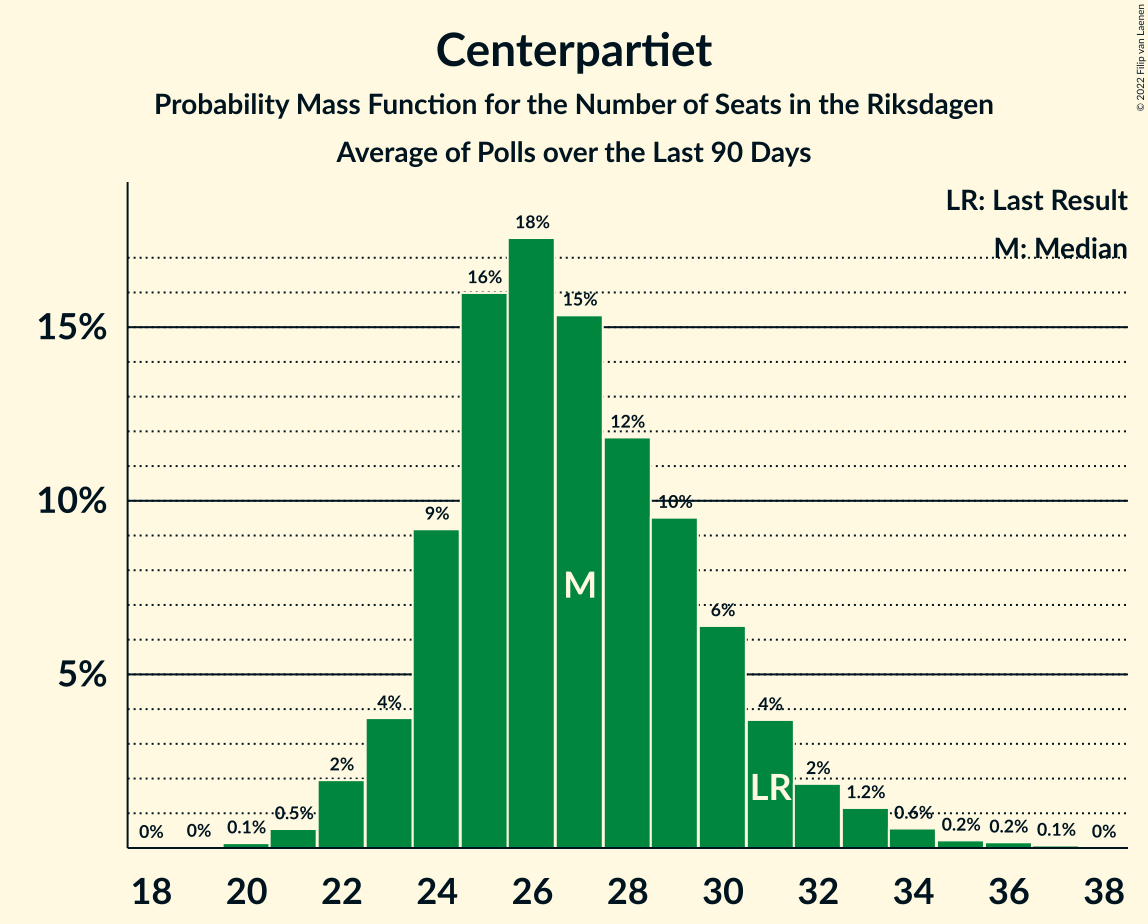 Centerpartiet
Probability Mass Function for the Number of Seats in the Riksdagen
Average of Polls over the Last 90 Days
© 2022 Filip van Laenen
LR: Last Result
M: Median
15%
10%
5%
0%
0%
0.1%
0.5%
2%
4%
9%
16%
18%
15%
12%
10%
6%
4%
2%
1.2%
0.6%
0.2%
0.2%
0.1%
0%
M
LR
18 20 22 24 26 28 30 32 34 36 38